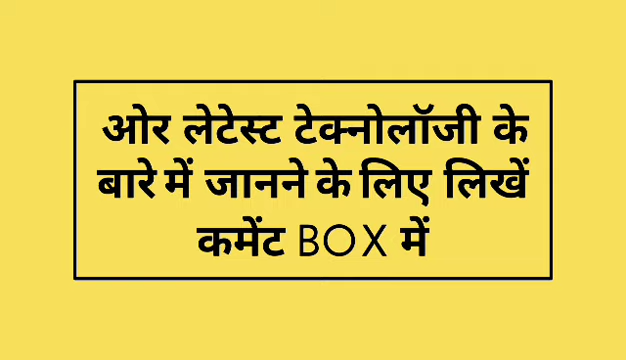 ओर लेटेस्ट टेक्नोलॉजी के
बारे में जानने के लिए लिखें
कमेंट BOX में